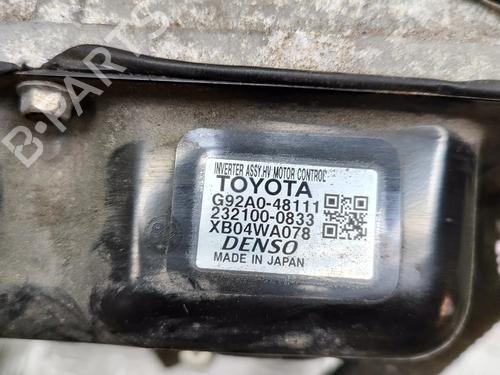 B-PARTS
INVERTER ASSY,HV MOTOR CONTROL
TOYOTA
G92A0-48111
232100-0833
XB04WA078
DENSO
MADE IN JAPAN